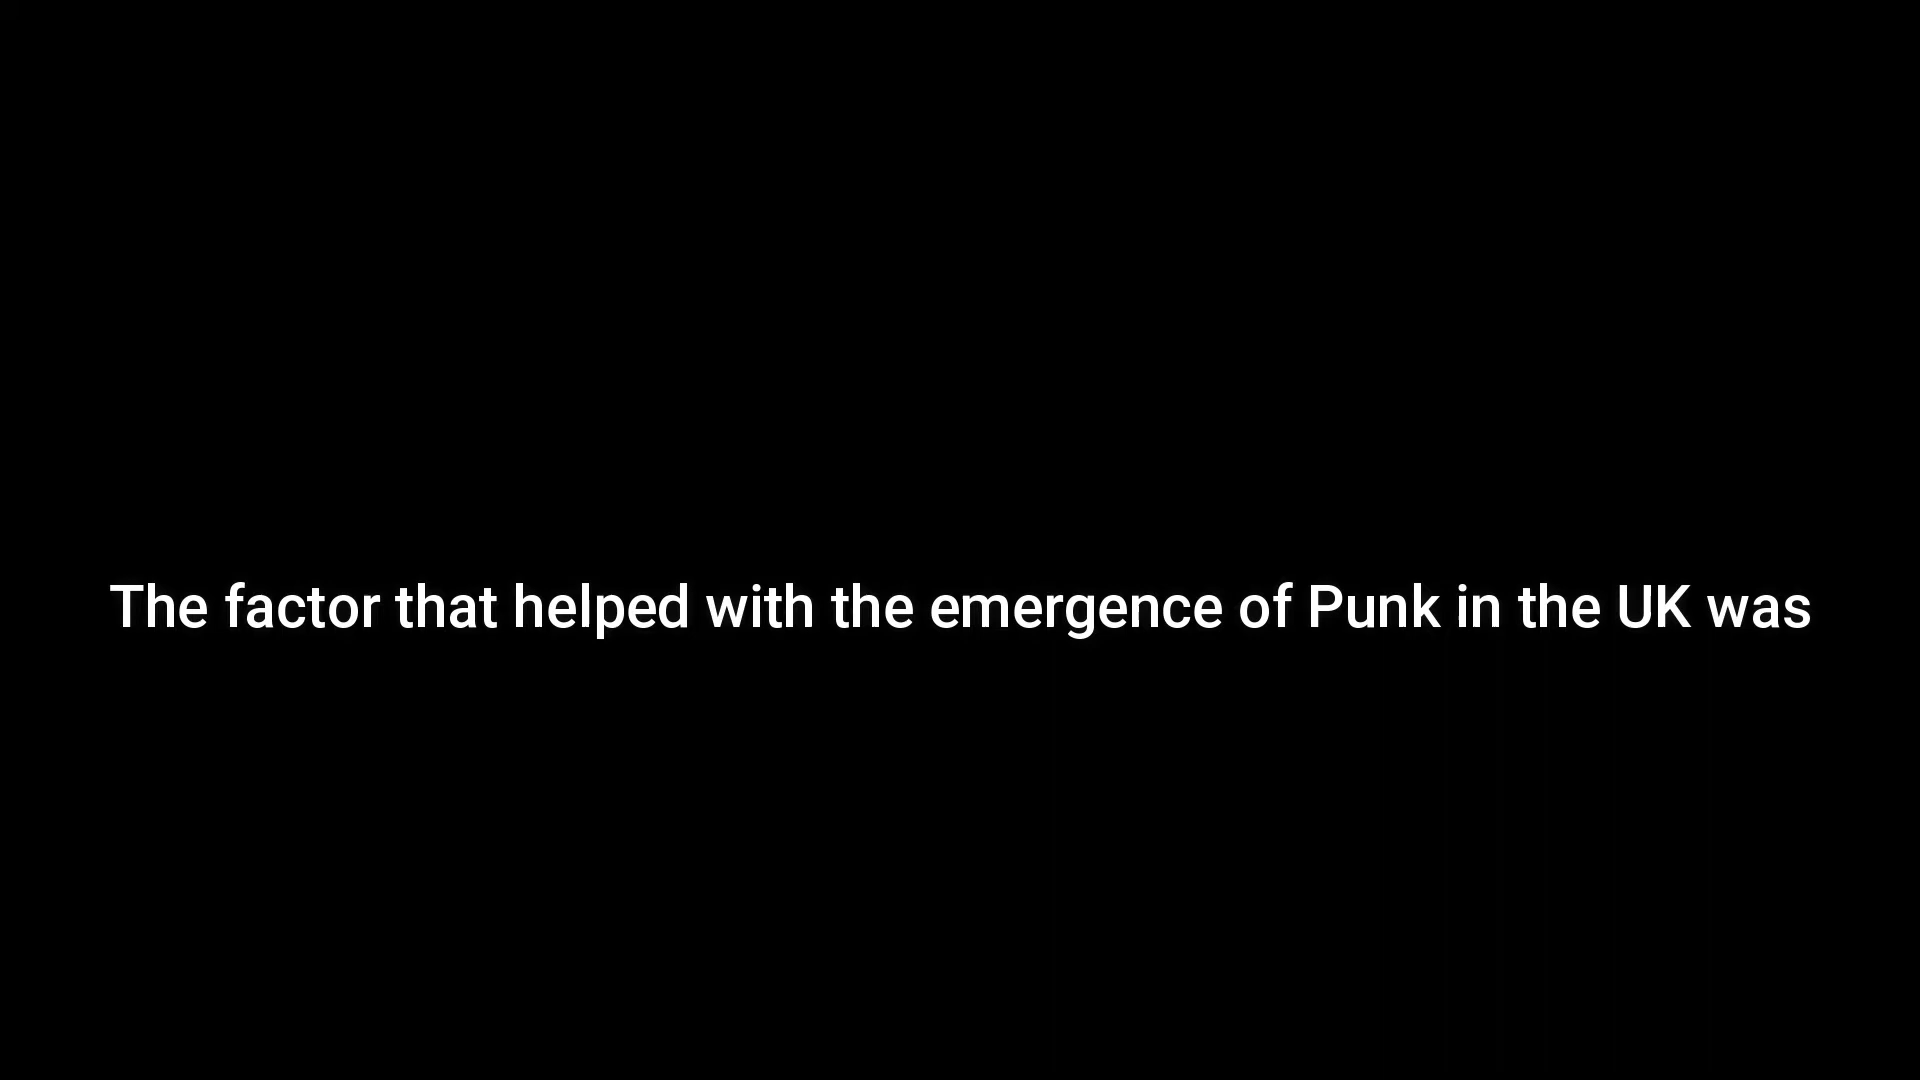 The factor that helped with the emergence of Punk in the UK was